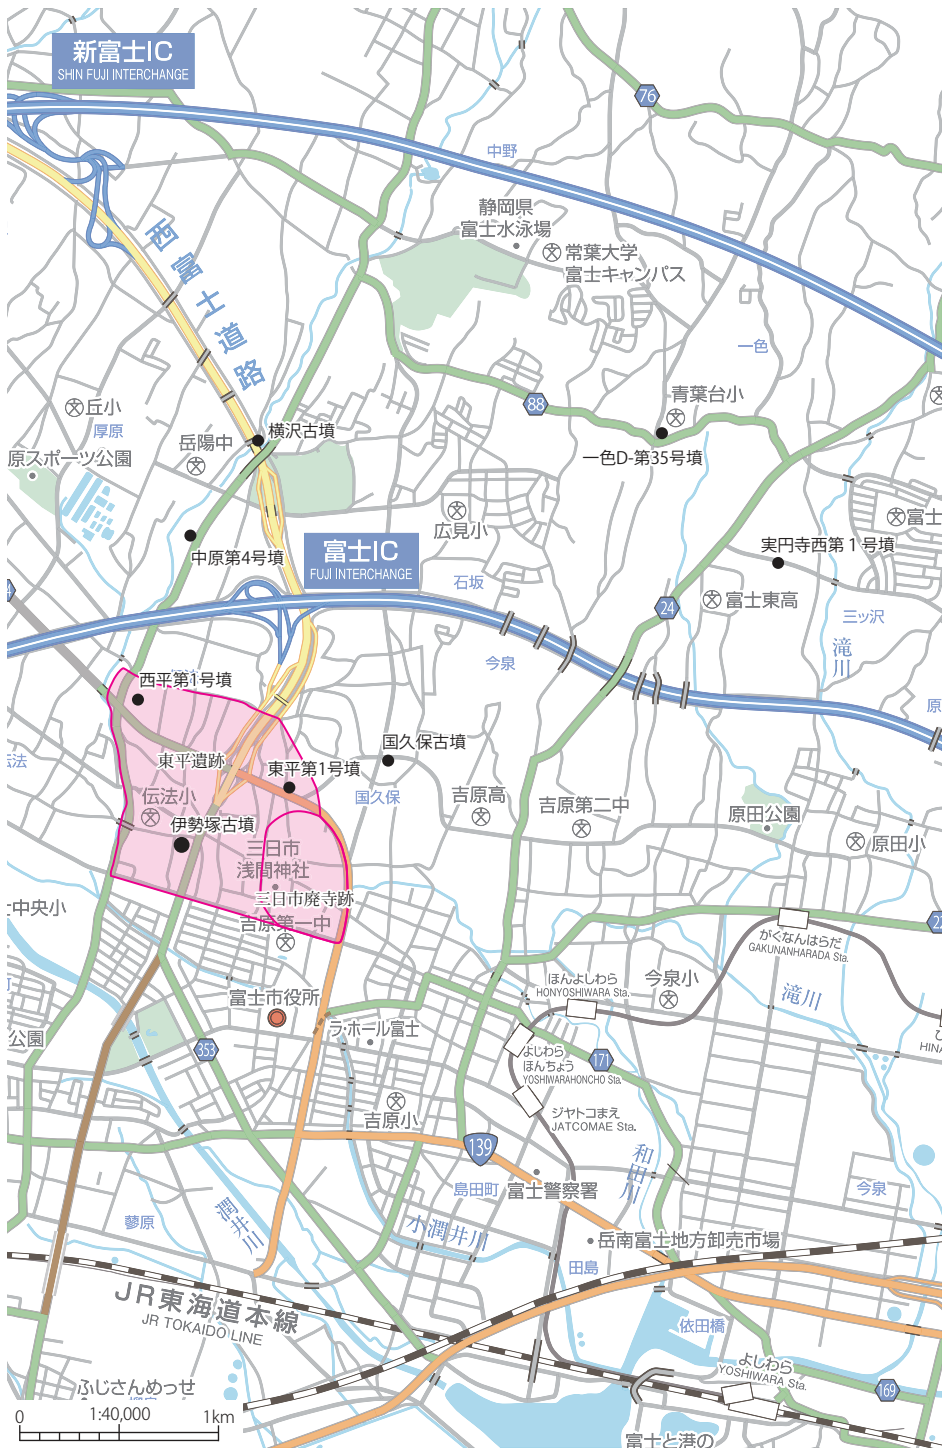 新富士IC
SHIN FUJI INTERCHANGE
76
中野
静岡県
富士水泳場
常葉大学
富士キャンパス
西富士道路
一色
88
青葉台小
丘小
厚原
岳陽中
横沢古墳
原スポーツ公園
一色D-第35号墳
広見小
富士
中原第4号墳
富士IC
FUJI INTERCHANGE
実円寺西第1号墳
石坂
24
富士東高
三ッ沢
滝川
今泉
西平第1号墳
原
国久保古墳
東平遺跡
東平第1号墳
伝法
国久保
伝法小
吉原高
吉原第二中
原田公園
伊勢塚古墳
原田小
三日市
浅間神社
三日市廃寺跡
士中央小
吉原第一中
22
がくなんはらだ
GAKUNANHARADA Sta.
ほんよしわら
HONYOSHIWARA Sta.
今泉小
滝川
町
富士市役所
ラ・ホール富士
公園
353
よしわら
ほんちょう
YOSHIWARAHONCHO Sta.
171
ひ
HINA
ジヤトコまえ
JATCOMAE Sta.
吉原小
139
和田川
島田町
富士警察署
今泉
蓼原
潤井川
小潤井川
岳南富士地方卸売市場
田島
JR東海道本線
JR TOKAIDO LINE
依田橋
よしわら
YOSHIWARA Sta.
169
ふじさんめっせ
0
1:40,000
1km
富士と港の